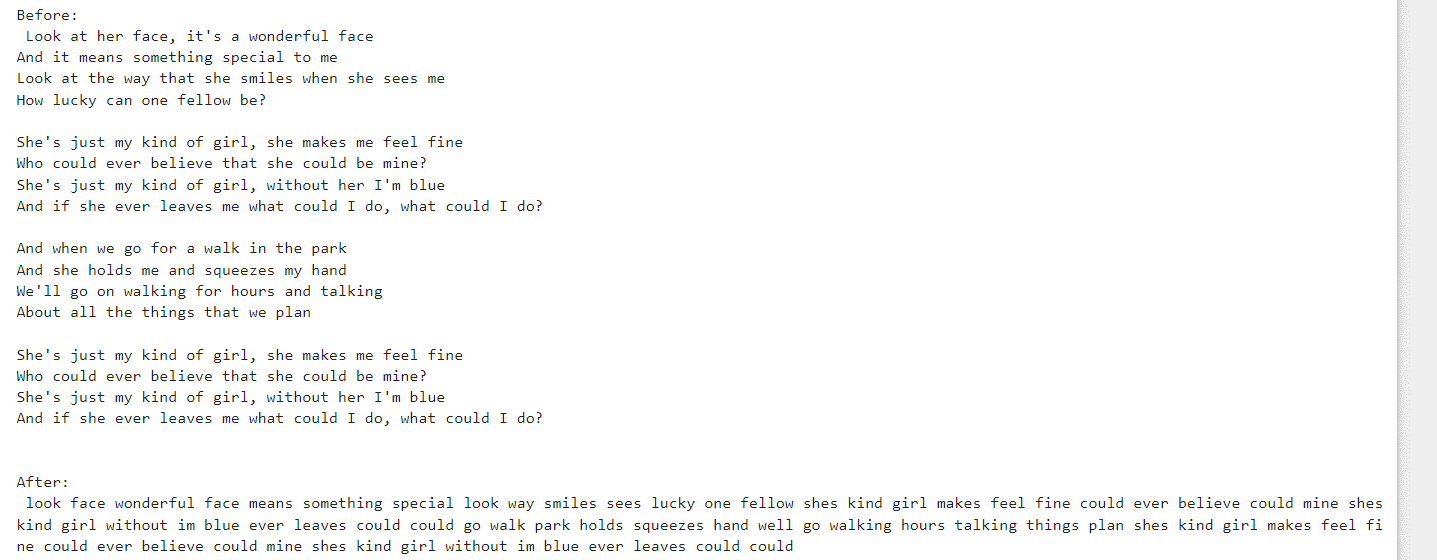 Before:
 Look at her face, it's a wonderful face
And it means something special to me
Look at the way that she smiles when she sees me
How lucky can one fellow be?

She's just my kind of girl, she makes me feel fine
Who could ever believe that she could be mine?
She's just my kind of girl, without her I'm blue
And if she ever leaves me what could I do, what could I do?

And when we go for a walk in the park
And she holds me and squeezes my hand
We'll go on walking for hours and talking
About all the things that we plan

She's just my kind of girl, she makes me feel fine
Who could ever believe that she could be mine?
She's just my kind of girl, without her I'm blue
And if she ever leaves me what could I do, what could I do?

After:
 look face wonderful face means something special look way smiles sees lucky one fellow shes kind girl makes feel fine could ever believe could mine shes
kind girl without im blue ever leaves could could go walk park holds squeezes hand well go walking hours talking things plan shes kind girl makes feel fi
ne could ever believe could mine shes kind girl without im blue ever leaves could could